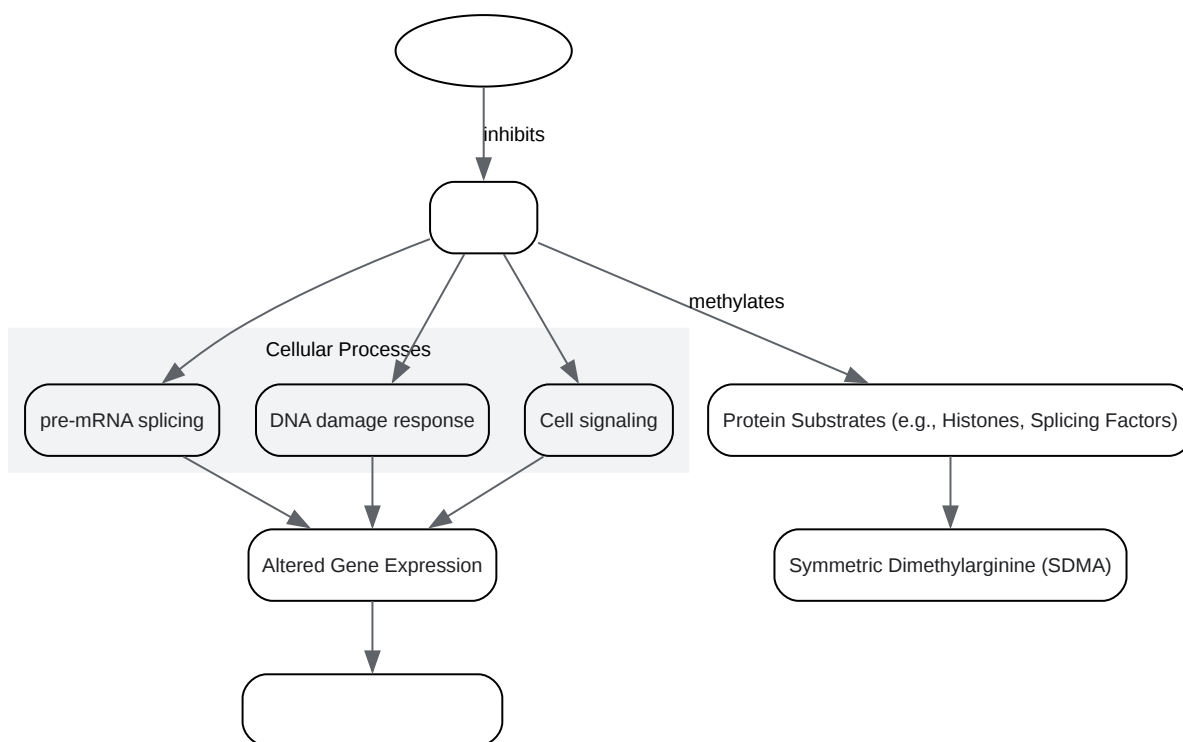 inhibits
methylates
Cellular Processes
pre-mRNA splicing
DNA damage response
Cell signaling
Protein Substrates (e.g., Histones, Splicing Factors)
Altered Gene Expression
Symmetric Dimethylarginine (SDMA)